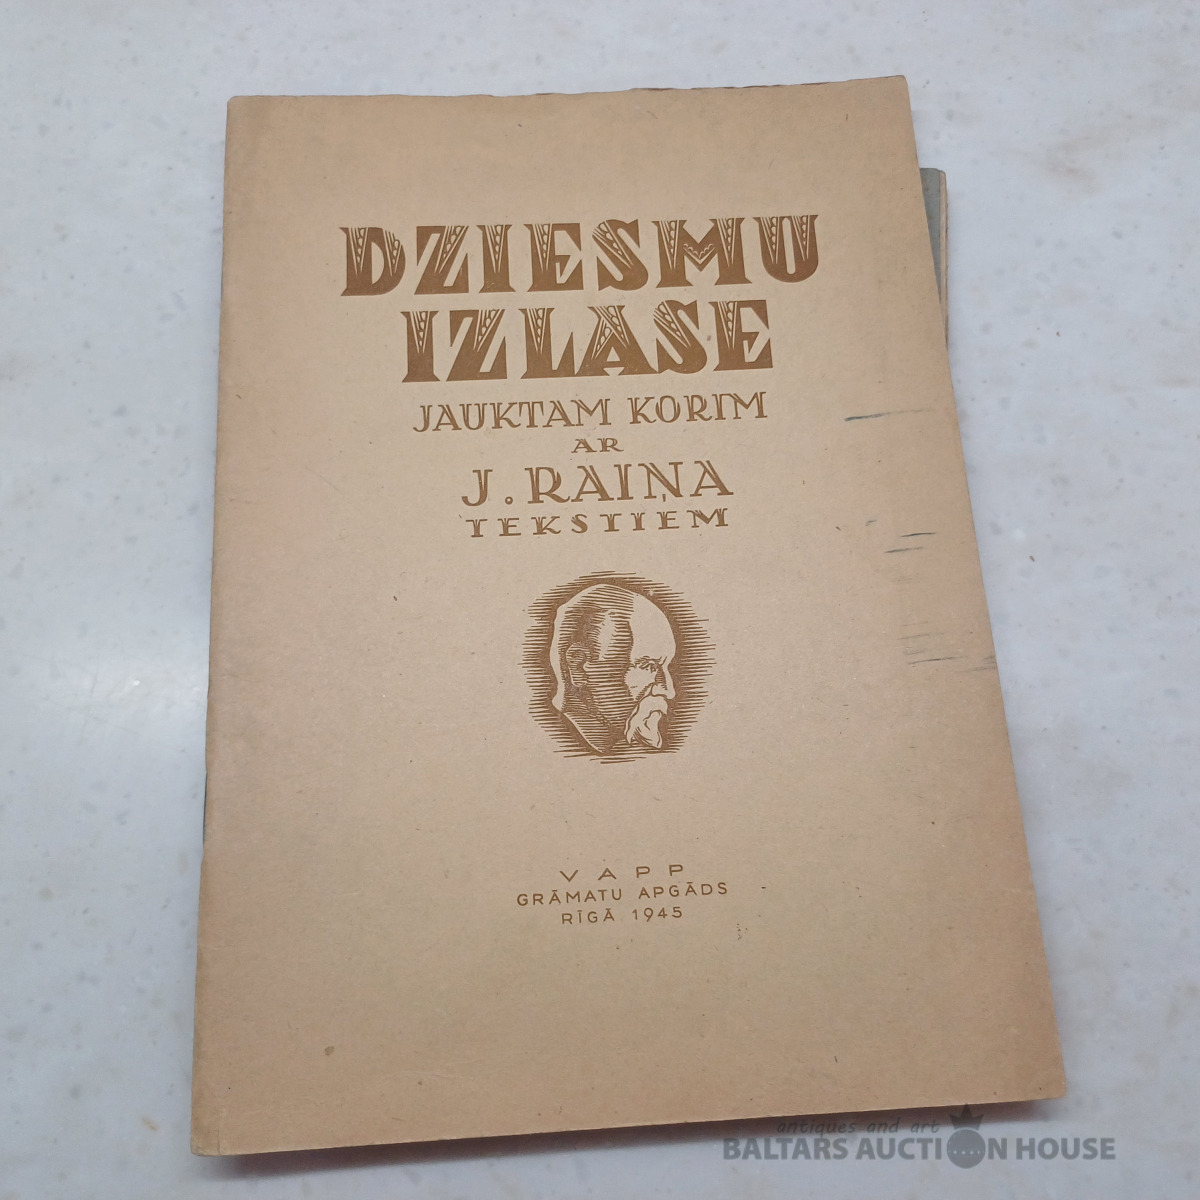 DZIESMU
IZLASE
JAUKTAM KORIM
AR
J. RAIŅA
TEKSTIEM
VAPP
GRĀMATU APGĀDS
RĪGĀ 1945
antiques and art
BALTARS AUCTION HOUSE